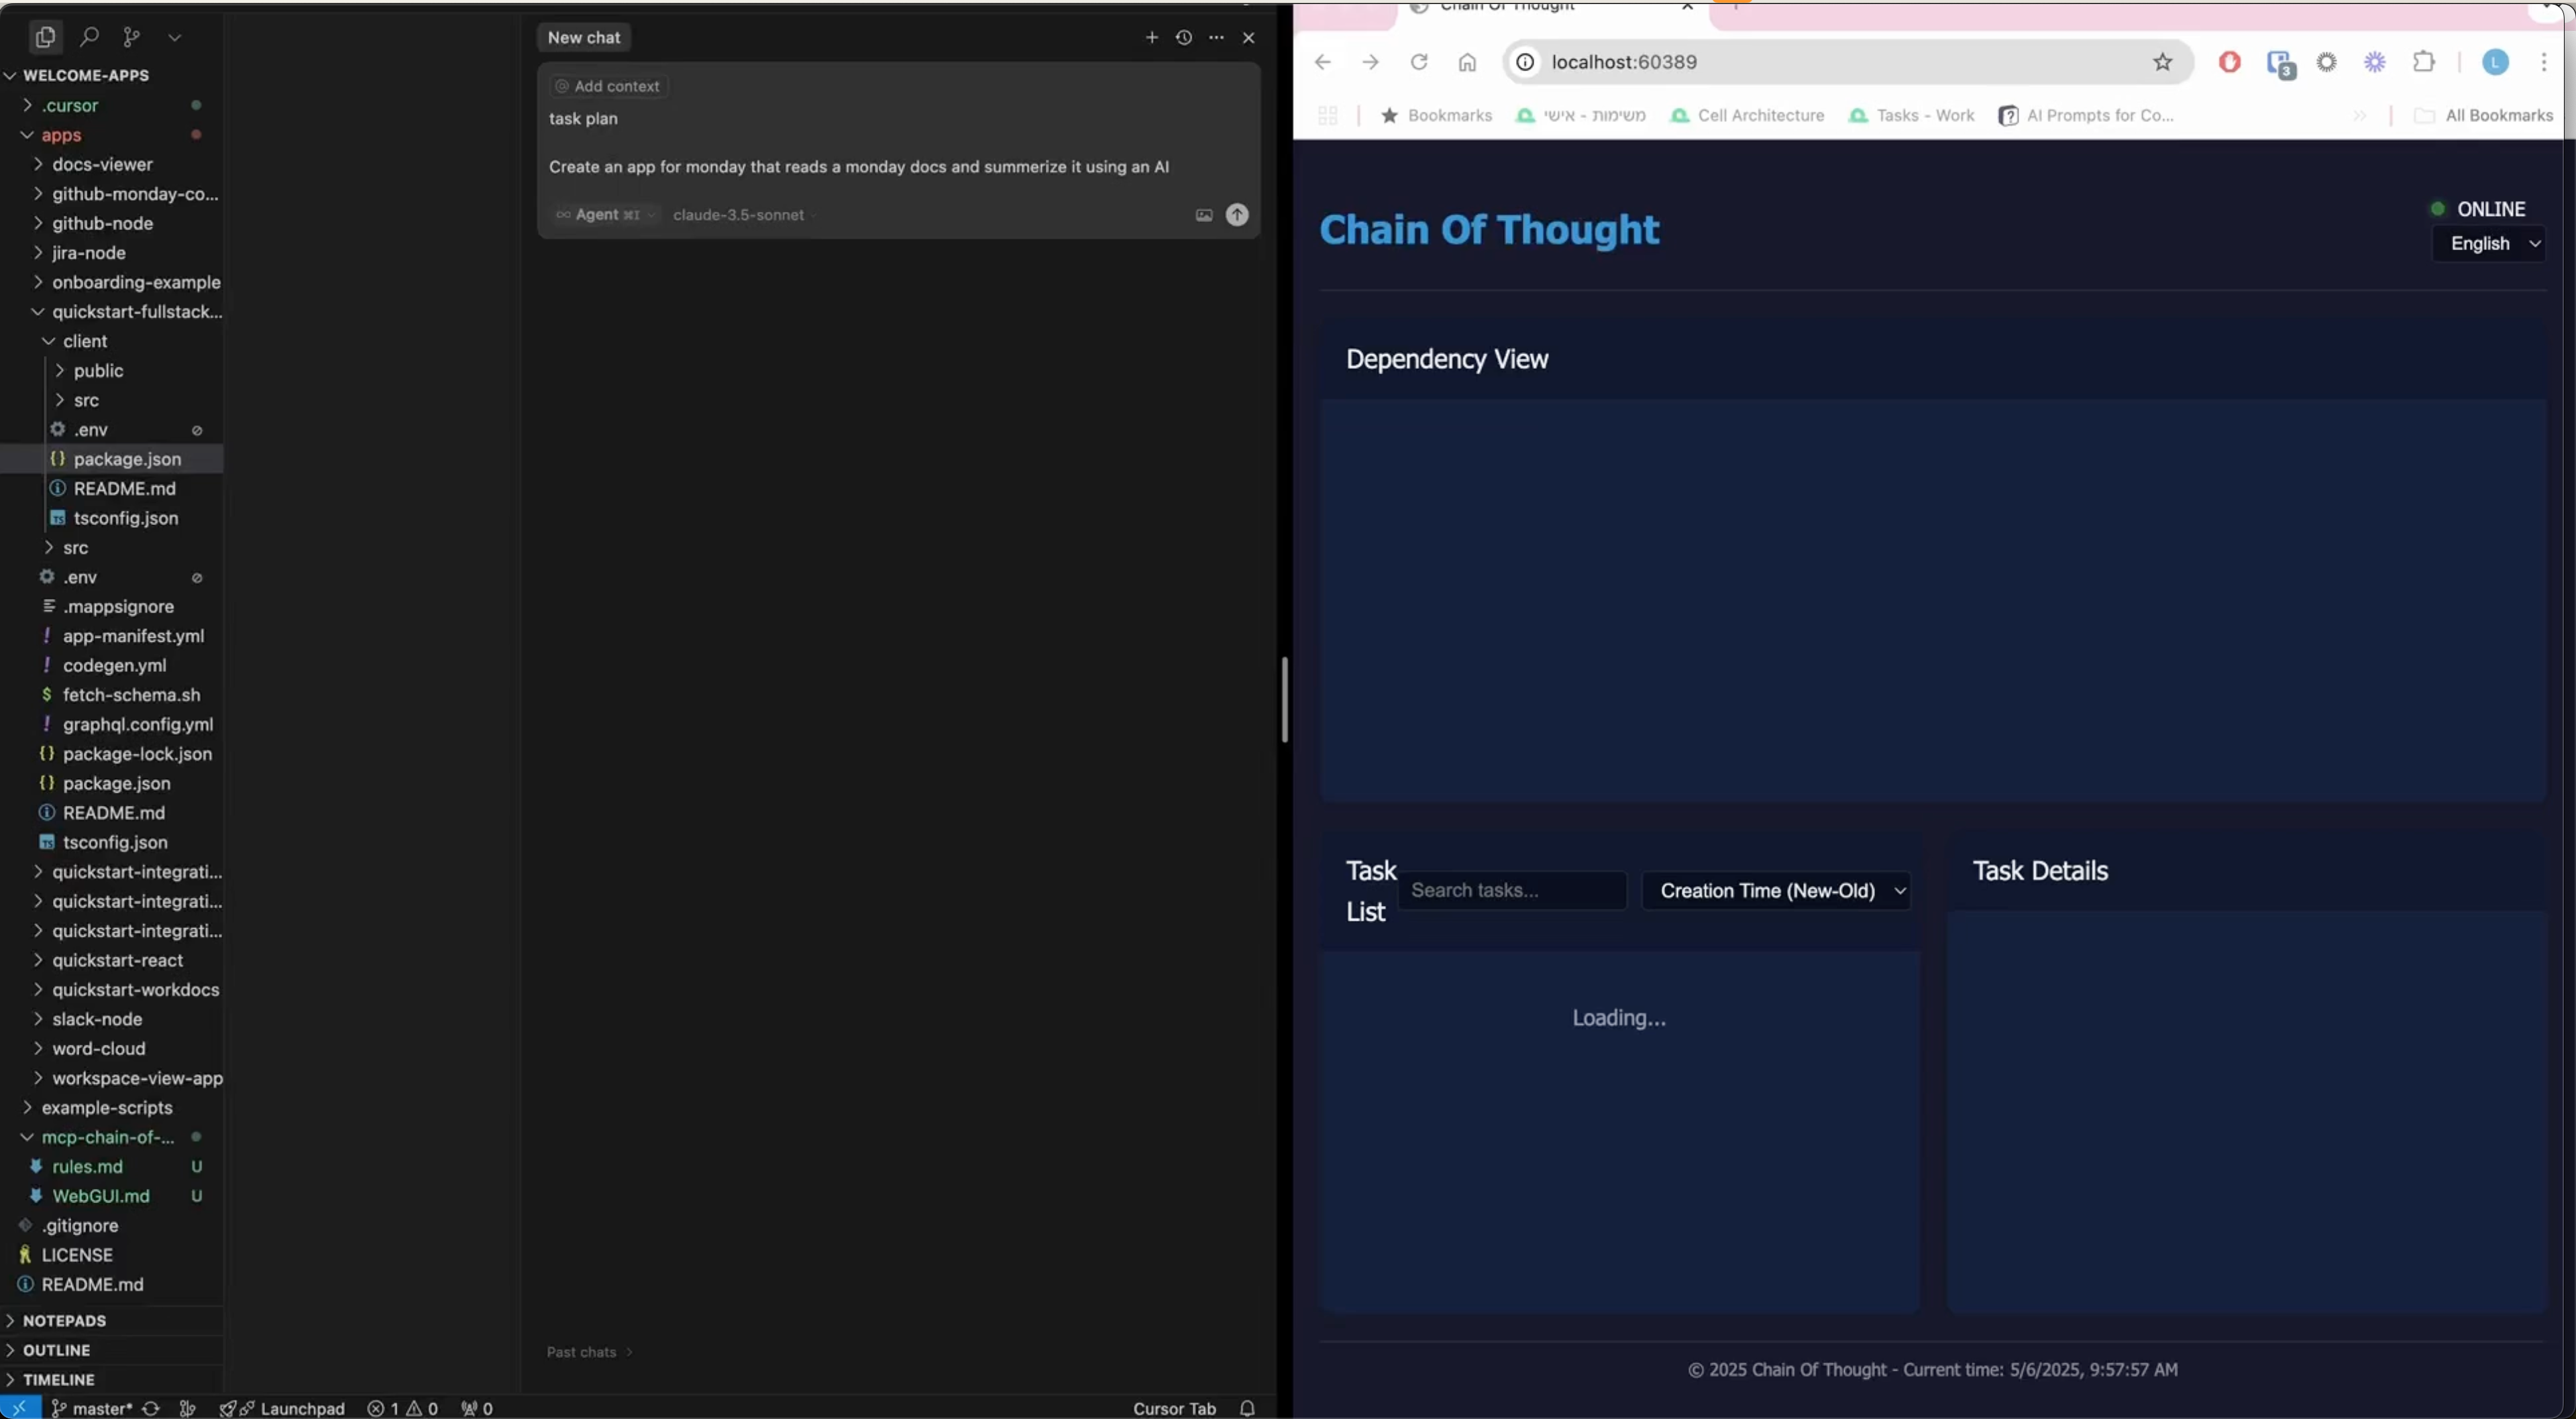 WELCOME-APPS
.cursor
apps
docs-viewer
github-monday-co...
github-node
jira-node
onboarding-example
quickstart-fullstack...
client
public
src
.env
package.json
README.md
tsconfig.json
src
.env
.mappsignore
app-manifest.yml
codegen.yml
fetch-schema.sh
graphql.config.yml
package-lock.json
package.json
README.md
tsconfig.json
quickstart-integrati...
quickstart-integrati...
quickstart-integrati...
quickstart-react
quickstart-workdocs
slack-node
word-cloud
workspace-view-app
example-scripts
mcp-chain-of-...
rules.md U
WebGUI.md U
.gitignore
LICENSE
README.md
NOTEPADS
OUTLINE
TIMELINE
master* Launchpad 1 0 0 Cursor Tab
New chat
Add context
task plan
Create an app for monday that reads a monday docs and summerize it using an AI
Agent ⌘I claude-3.5-sonnet
Past chats
Chain Of Thought
localhost:60389 3 L
Bookmarks משימות - אישי Cell Architecture Tasks - Work AI Prompts for Co... All Bookmarks
Chain Of Thought
ONLINE
English
Dependency View
Task List
Search tasks...
Creation Time (New-Old)
Loading...
Task Details
© 2025 Chain Of Thought - Current time: 5/6/2025, 9:57:57 AM